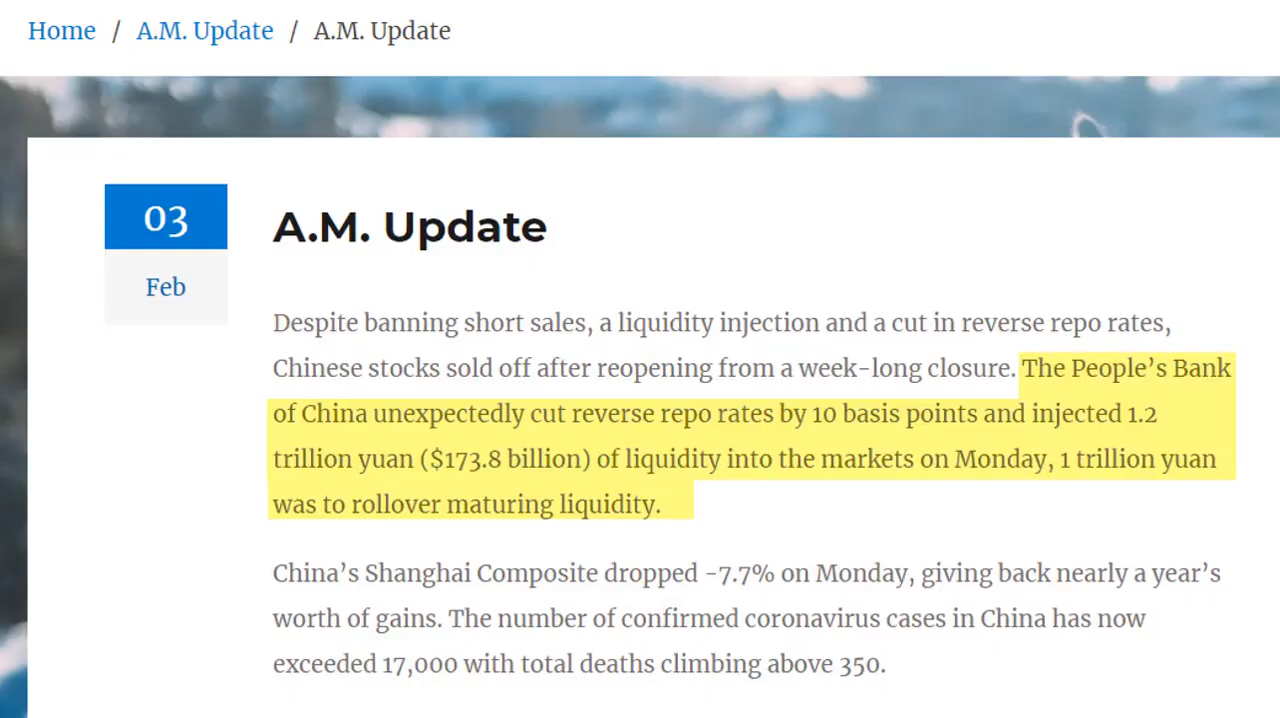 Home / A.M. Update / A.M. Update
03
Feb
A.M. Update
Despite banning short sales, a liquidity injection and a cut in reverse repo rates,
Chinese stocks sold off after reopening from a week-long closure. The People’s Bank
of China unexpectedly cut reverse repo rates by 10 basis points and injected 1.2
trillion yuan ($173.8 billion) of liquidity into the markets on Monday, 1 trillion yuan
was to rollover maturing liquidity.
China’s Shanghai Composite dropped -7.7% on Monday, giving back nearly a year’s
worth of gains. The number of confirmed coronavirus cases in China has now
exceeded 17,000 with total deaths climbing above 350.